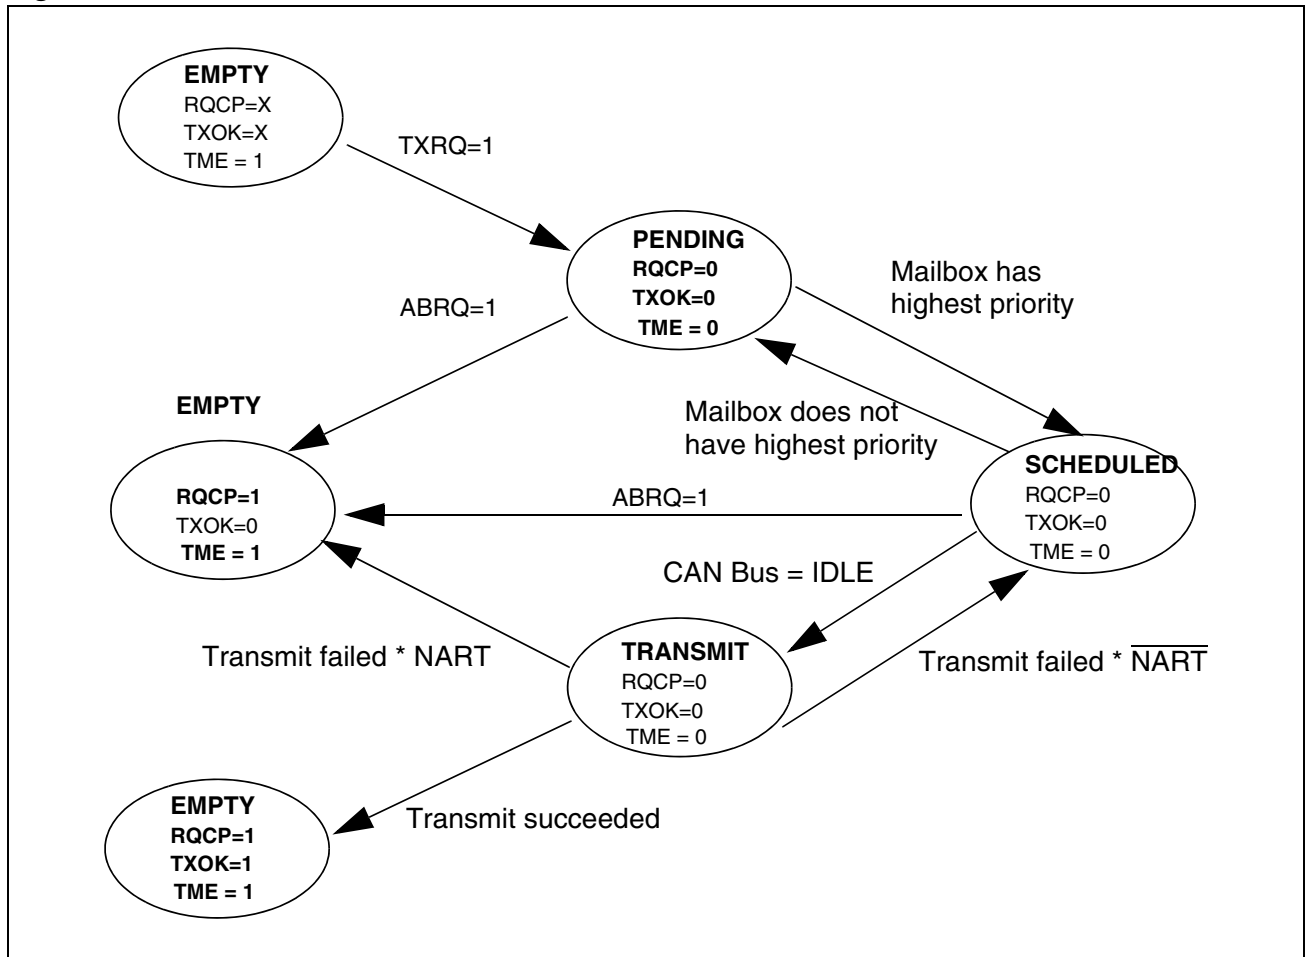 EMPTY
RQCP=X
TXOK=X
TME = 1
TXRQ=1
PENDING
RQCP=0
TXOK=0
TME = 0
Mailbox has
highest priority
ABRQ=1
EMPTY
RQCP=1
TXOK=0
TME = 1
Mailbox does not
have highest priority
SCHEDULED
RQCP=0
TXOK=0
TME = 0
ABRQ=1
CAN Bus = IDLE
Transmit failed * NART
TRANSMIT
RQCP=0
TXOK=0
TME = 0
Transmit failed * N̅A̅R̅T̅
EMPTY
RQCP=1
TXOK=1
TME = 1
Transmit succeeded